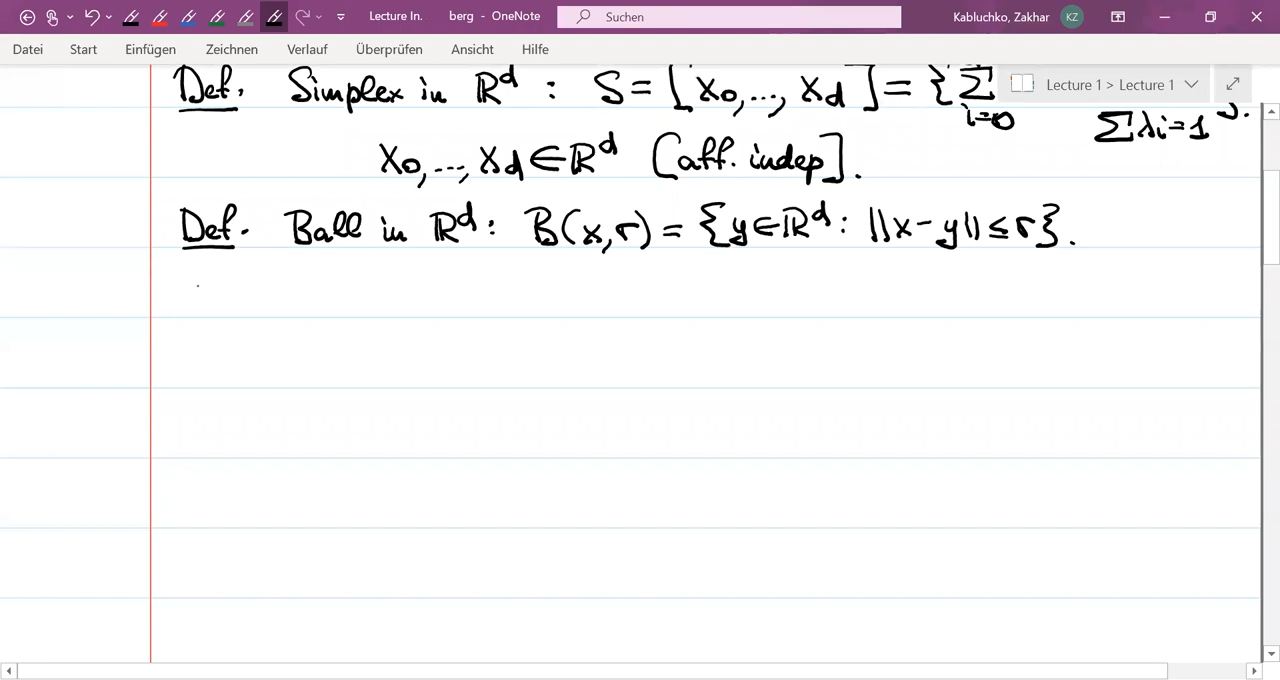 Lecture In. berg - OneNote
Suchen
Kabluchko, Zakhar
KZ
Datei Start Einfügen Zeichnen Verlauf Überprüfen Ansicht Hilfe
Lecture 1 > Lecture 1
Def. Simplex in ℝ^d : S = [x₀, ..., x_d] = {∑_{i=0}
∑λi=1 }.
x₀, ..., x_d ∈ ℝ^d [aff. indep].
Def. Ball in ℝ^d : B(x,r) = {y∈ℝ^d : ||x-y|| ≤ r}.